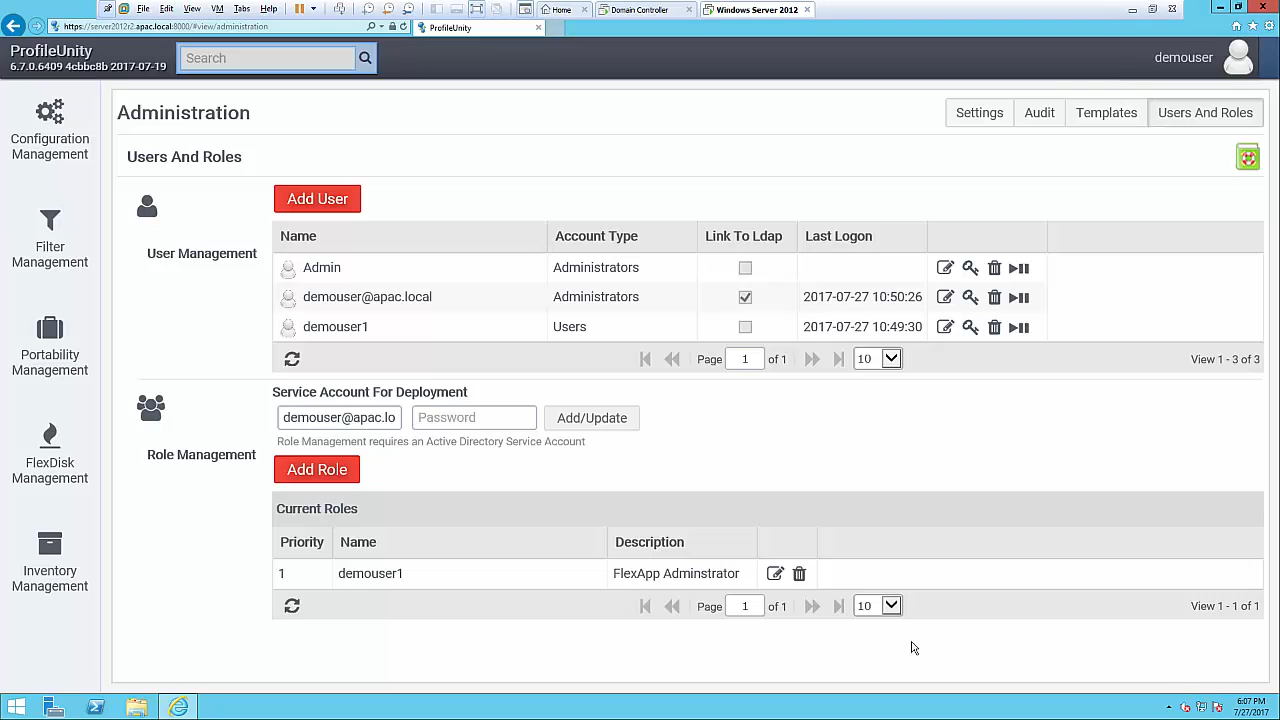 File Edit View VM Tabs Help
Home
Domain Controller
Windows Server 2012
https://server2012r2.apac.local:8000/#view/administration
ProfileUnity
ProfileUnity
6.7.0.6409 4cbbc8b 2017-07-19
Search
demouser
Configuration Management
Filter Management
Portability Management
FlexDisk Management
Inventory Management
Administration
Settings Audit Templates Users And Roles
Users And Roles
User Management
Add User
Name Account Type Link To Ldap Last Logon
Admin Administrators
demouser@apac.local Administrators 2017-07-27 10:50:26
demouser1 Users 2017-07-27 10:49:30
Page 1 of 1 10 View 1 - 3 of 3
Role Management
Service Account For Deployment
demouser@apac.lo Password Add/Update
Role Management requires an Active Directory Service Account
Add Role
Current Roles
Priority Name Description
1 demouser1 FlexApp Adminstrator
Page 1 of 1 10 View 1 - 1 of 1
6:07 PM
7/27/2017